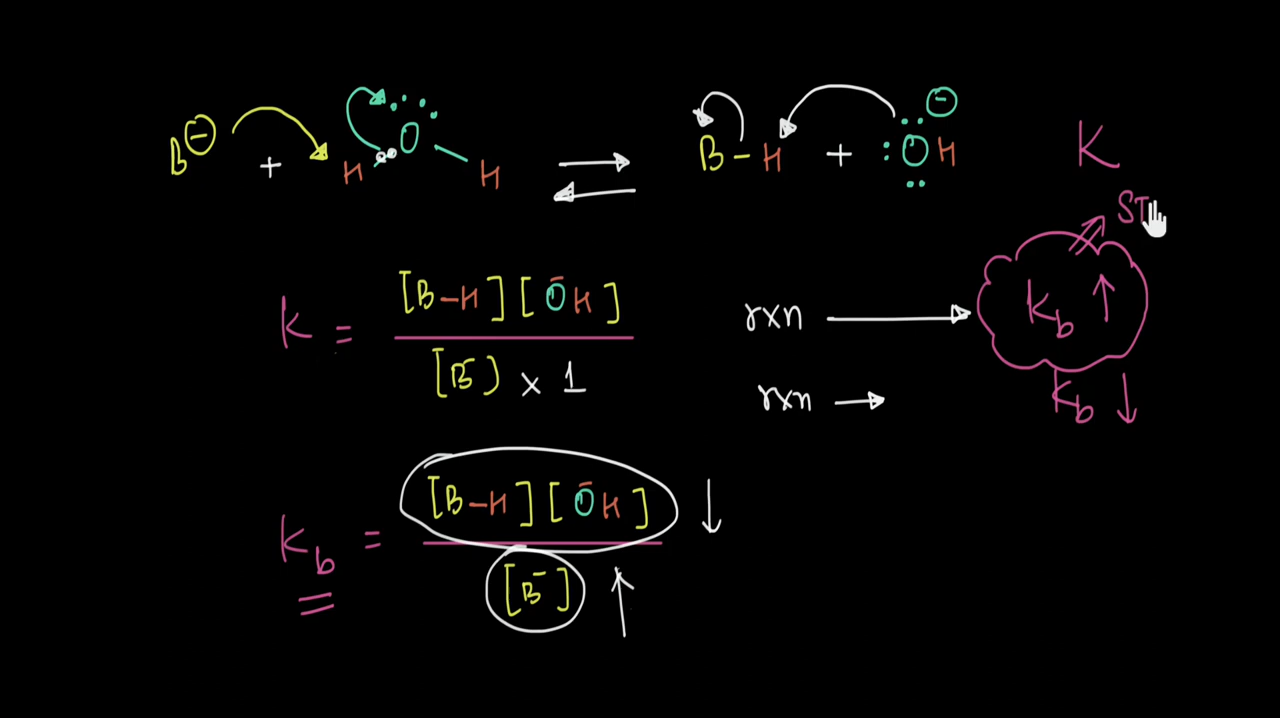 B⊖ + H :Ö – H ⇌ B – H + :ÖH ⊖ K
ST
K = [B–H][ŌH] / [B⁻] × 1
rxn → Kb ↑
rxn → Kb ↓
Kb = [B–H][ŌH] / [B⁻] ↓ ↑